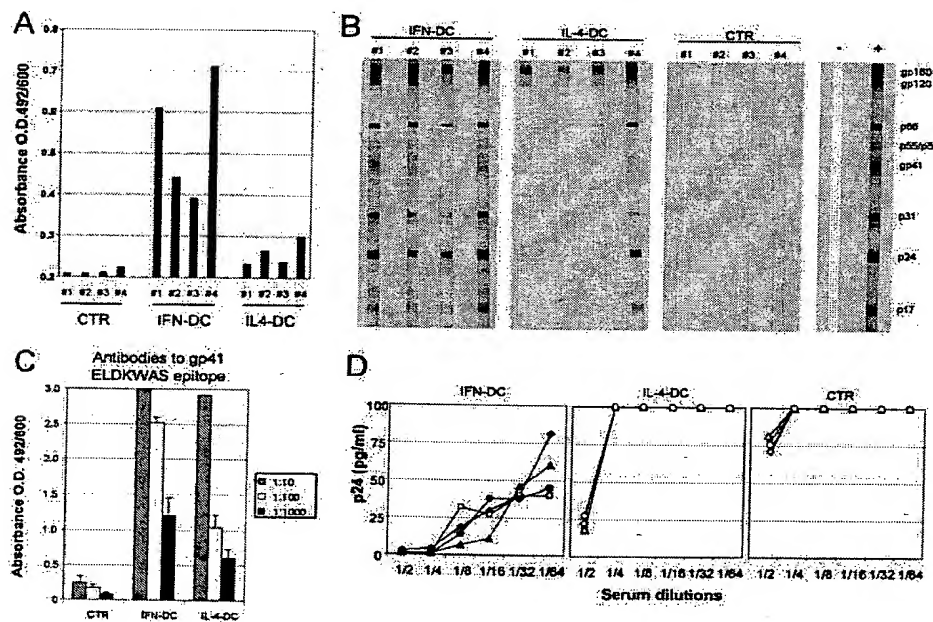 A
Absorbance O.D.492/600
0.8
0.6
0.4
0.3
#1 #2 #3 #4
#1 #2 #3 #4
#1 #2 #3 #4
CTR
IFN-DC
IL4-DC
B
IFN-DC
IL-4-DC
CTR
#1 #2 #3 #4
#1 #2 #3 #4
#1 #2 #3 #4
- +
gp160
gp120
p66
gp41
p31
p24
p17
C
Antibodies to gp41
ELDKWAS epitope
Absorbance O.D. 492/600
3.0
2.5
2.0
1.5
1.0
0.5
0.0
1:10
1:100
1:1000
CTR
IFN-DC
IL-4-DC
D
IFN-DC
IL-4-DC
CTR
p24 (pg/ml)
100
75
50
25
0
1/2 1/4 1/8 1/16 1/32 1/64
1/2 1/4 1/8 1/16 1/32 1/64
1/2 1/4 1/8 1/16 1/32 1/64
Serum dilutions